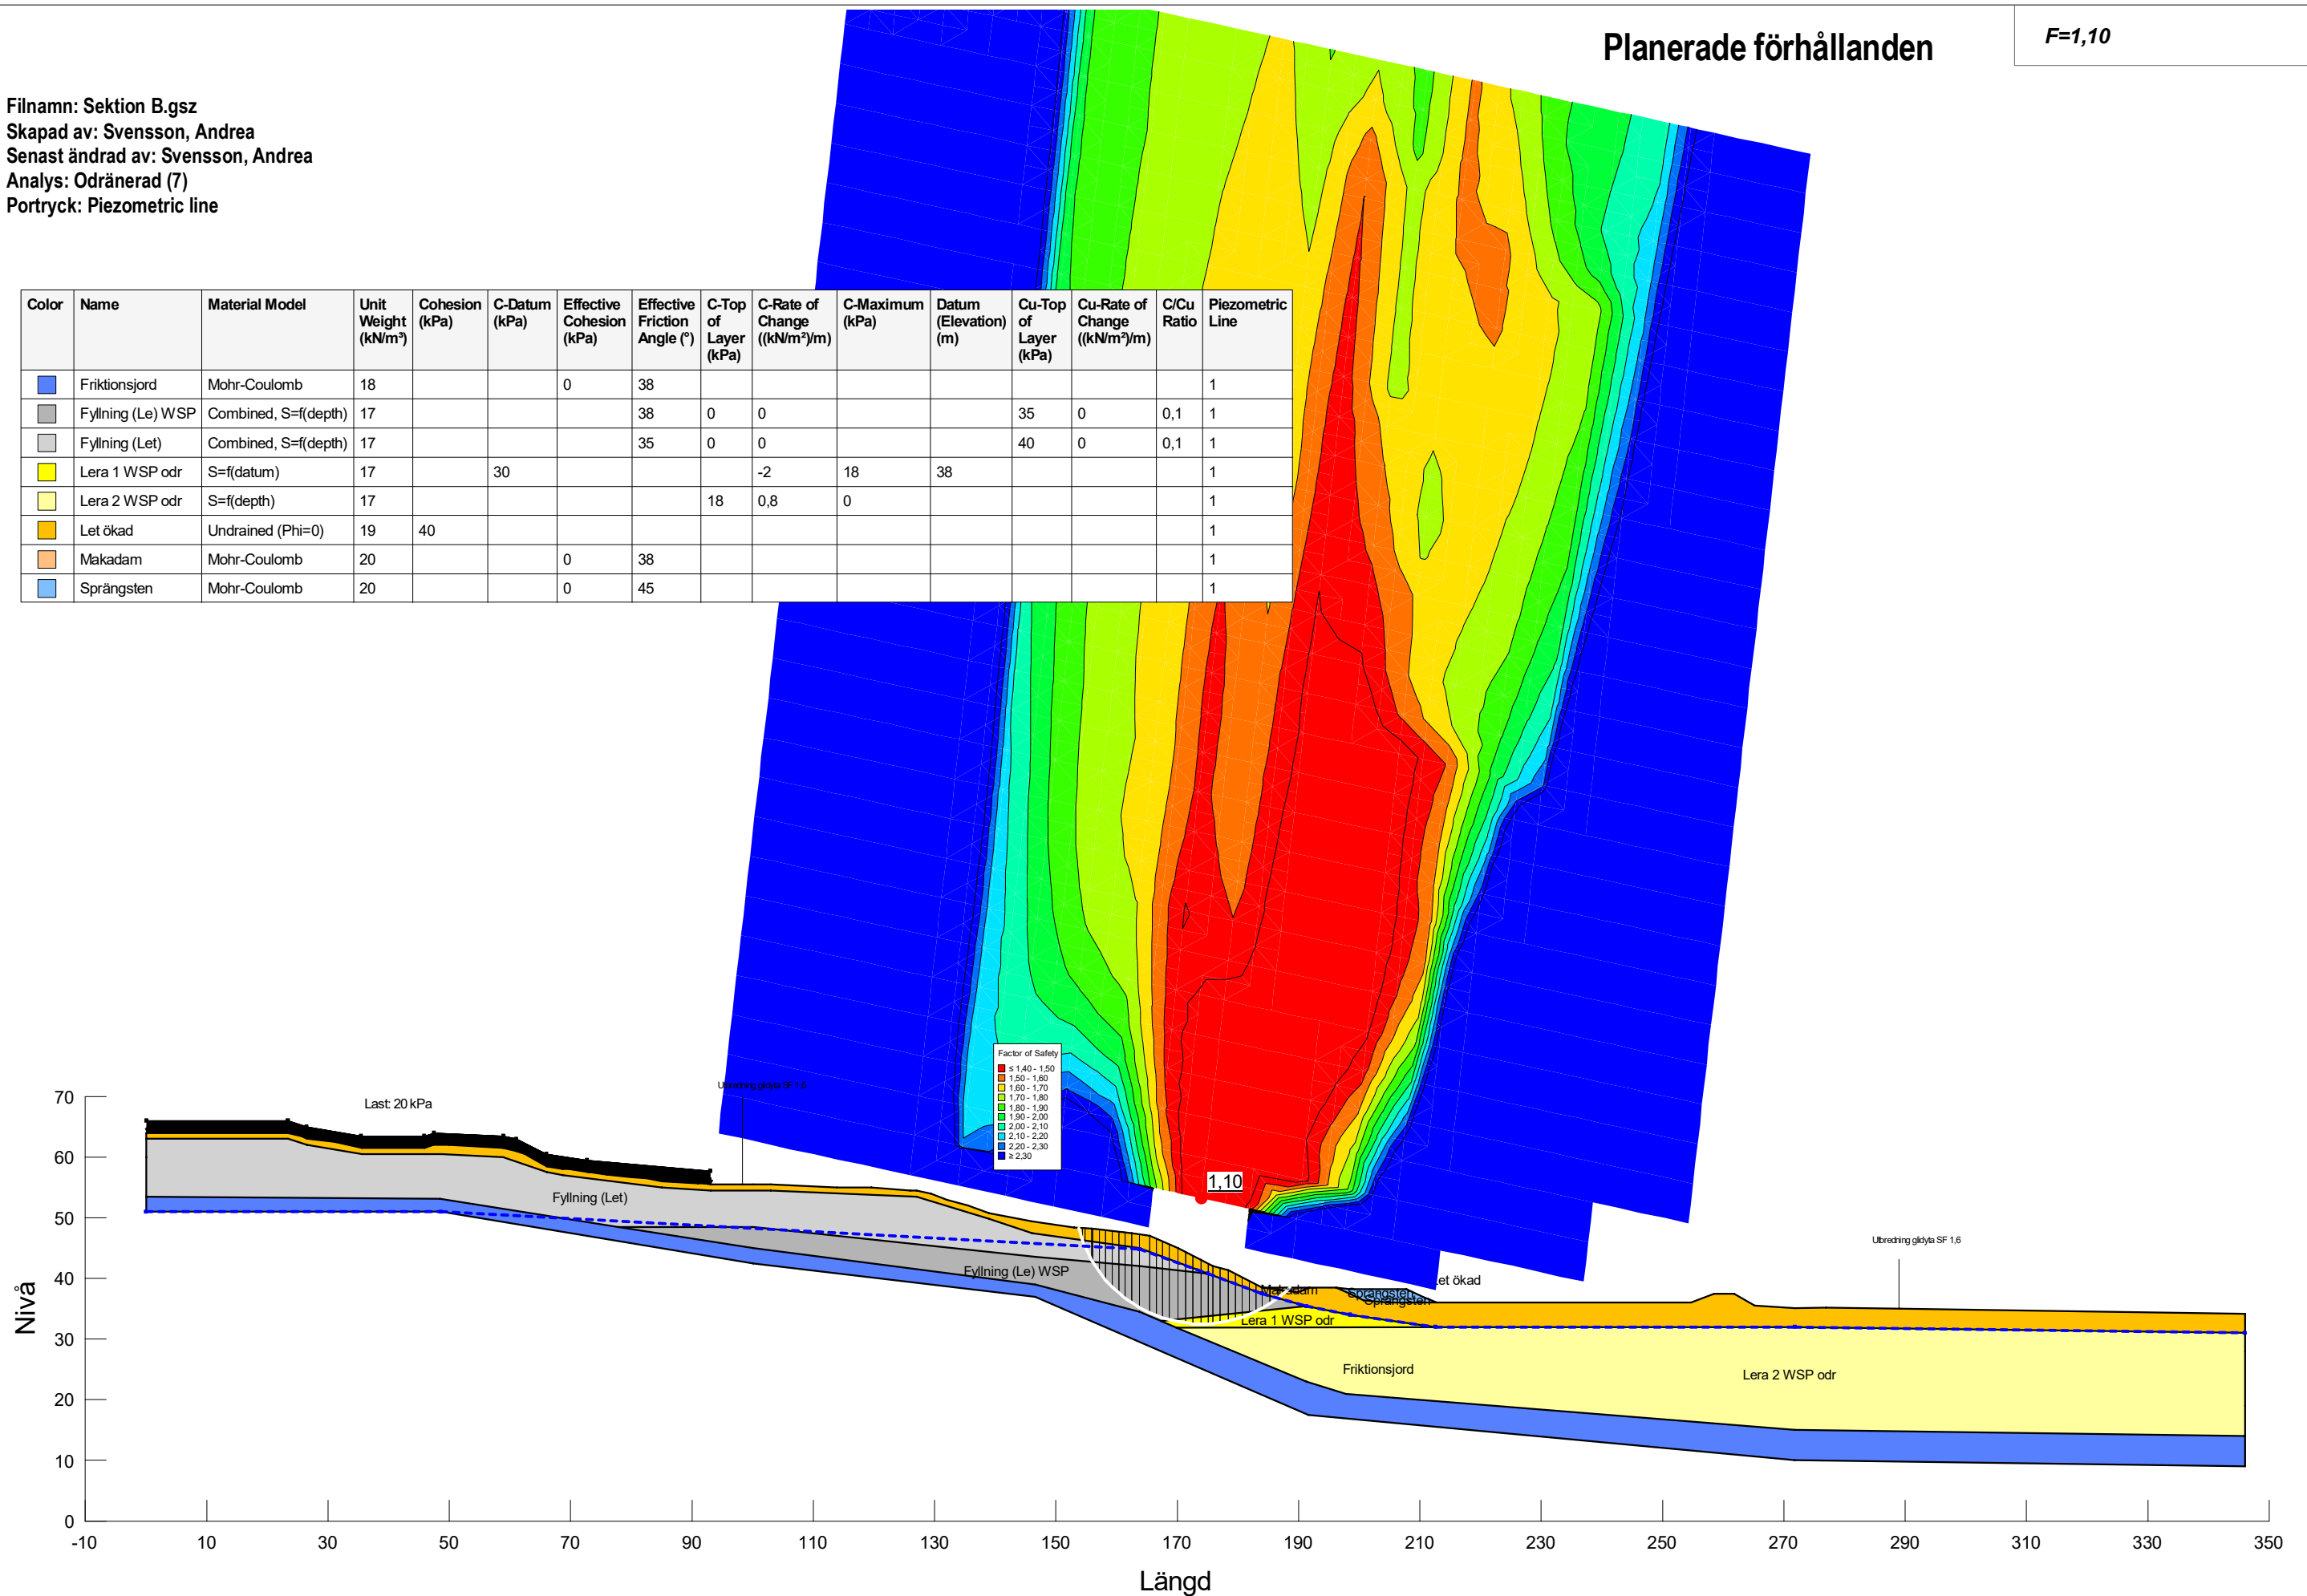 Planerade förhållanden
F=1,10
Filnamn: Sektion B.gsz
Skapad av: Svensson, Andrea
Senast ändrad av: Svensson, Andrea
Analys: Odränerad (7)
Portryck: Piezometric line
Color Name Material Model Unit Weight (kN/m³) Cohesion (kPa) C-Datum (kPa) Effective Cohesion (kPa) Effective Friction Angle (°) C-Top of Layer (kPa) C-Rate of Change ((kN/m²)/m) C-Maximum (kPa) Datum (Elevation) (m) Cu-Top of Layer (kPa) Cu-Rate of Change ((kN/m²)/m) C/Cu Ratio Piezometric Line
Friktionsjord Mohr-Coulomb 18 0 38 1
Fyllning (Le) WSP Combined, S=f(depth) 17 38 0 0 35 0 0,1 1
Fyllning (Let) Combined, S=f(depth) 17 35 0 0 40 0 0,1 1
Lera 1 WSP odr S=f(datum) 17 30 -2 18 38 1
Lera 2 WSP odr S=f(depth) 17 18 0,8 0 1
Let ökad Undrained (Phi=0) 19 40 1
Makadam Mohr-Coulomb 20 0 38 1
Sprängsten Mohr-Coulomb 20 0 45 1
Factor of Safety
≤ 1,40 - 1,50
1,50 - 1,60
1,60 - 1,70
1,70 - 1,80
1,80 - 1,90
1,90 - 2,00
2,00 - 2,10
2,10 - 2,20
2,20 - 2,30
≥ 2,30
Utbredning glidyta SF 1,6
Last: 20 kPa
1,10
Fyllning (Let)
Fyllning (Le) WSP
Utbredning glidyta SF 1,6
et ökad
Makadam
Sprängsten
Sprängsten
Lera 1 WSP odr
Friktionsjord
Lera 2 WSP odr
Nivå
70
60
50
40
30
20
10
0
-10 10 30 50 70 90 110 130 150 170 190 210 230 250 270 290 310 330 350
Längd